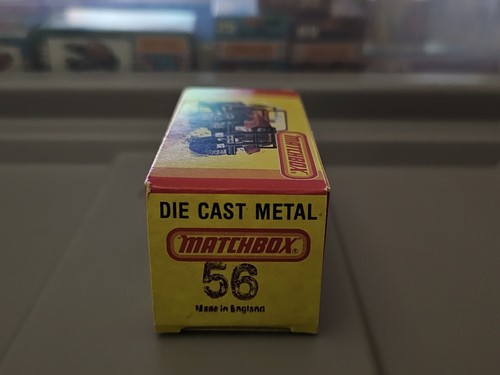 MATCHBOX
DIE CAST METAL
MATCHBOX®
56
Made in England